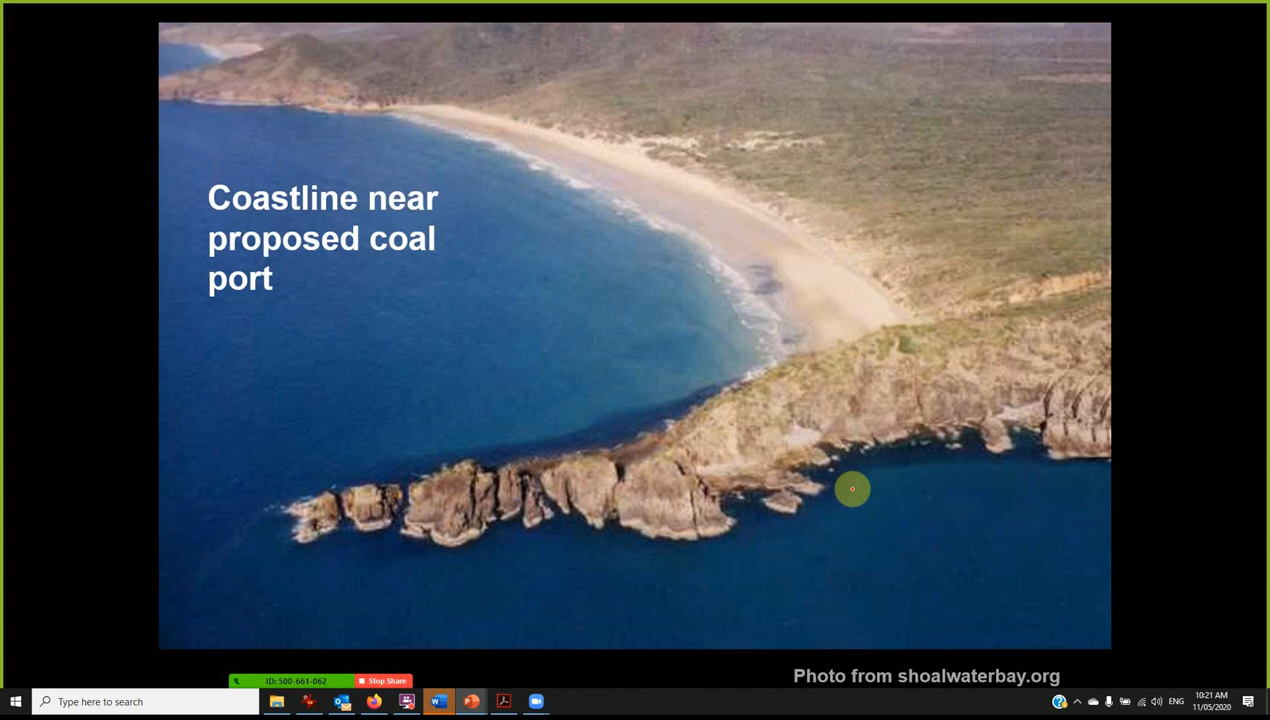 Coastline near
proposed coal
port
Photo from shoalwaterbay.org
ID: 500-661-062
Stop Share
Type here to search
ENG
10:21 AM
11/05/2020